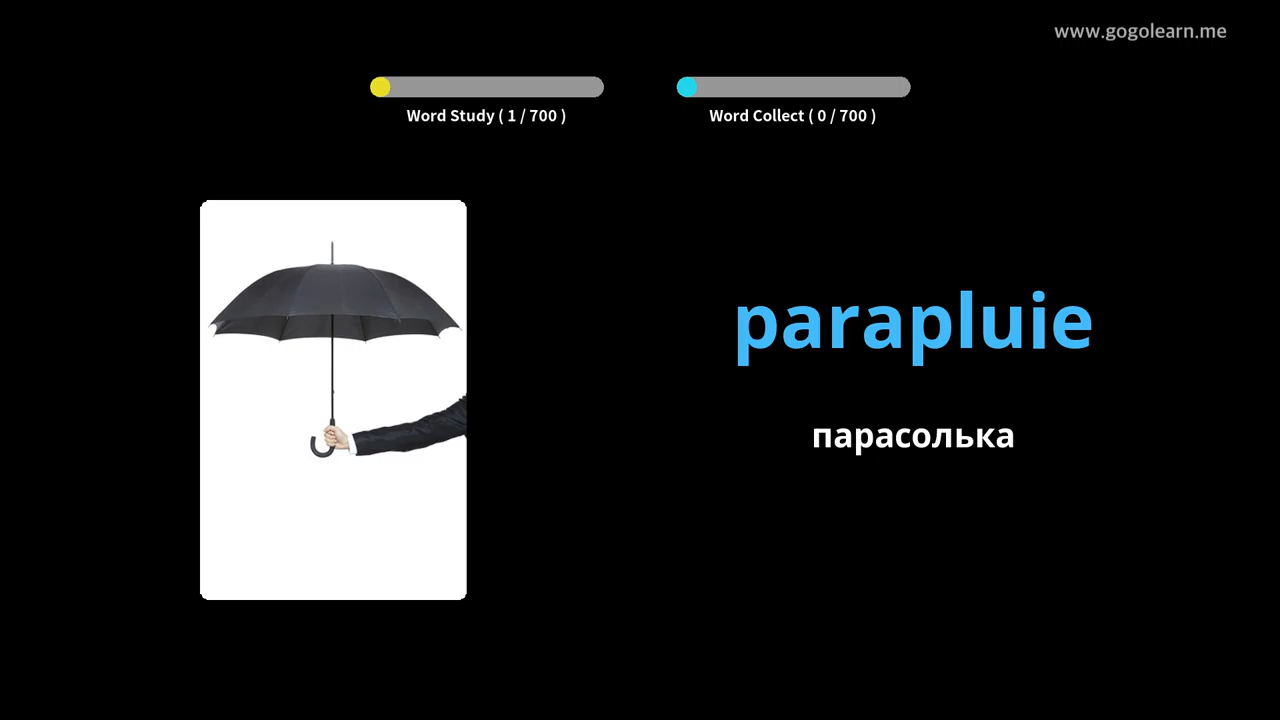 www.gogolearn.me
Word Study ( 1 / 700 )
Word Collect ( 0 / 700 )
parapluie
парасолька